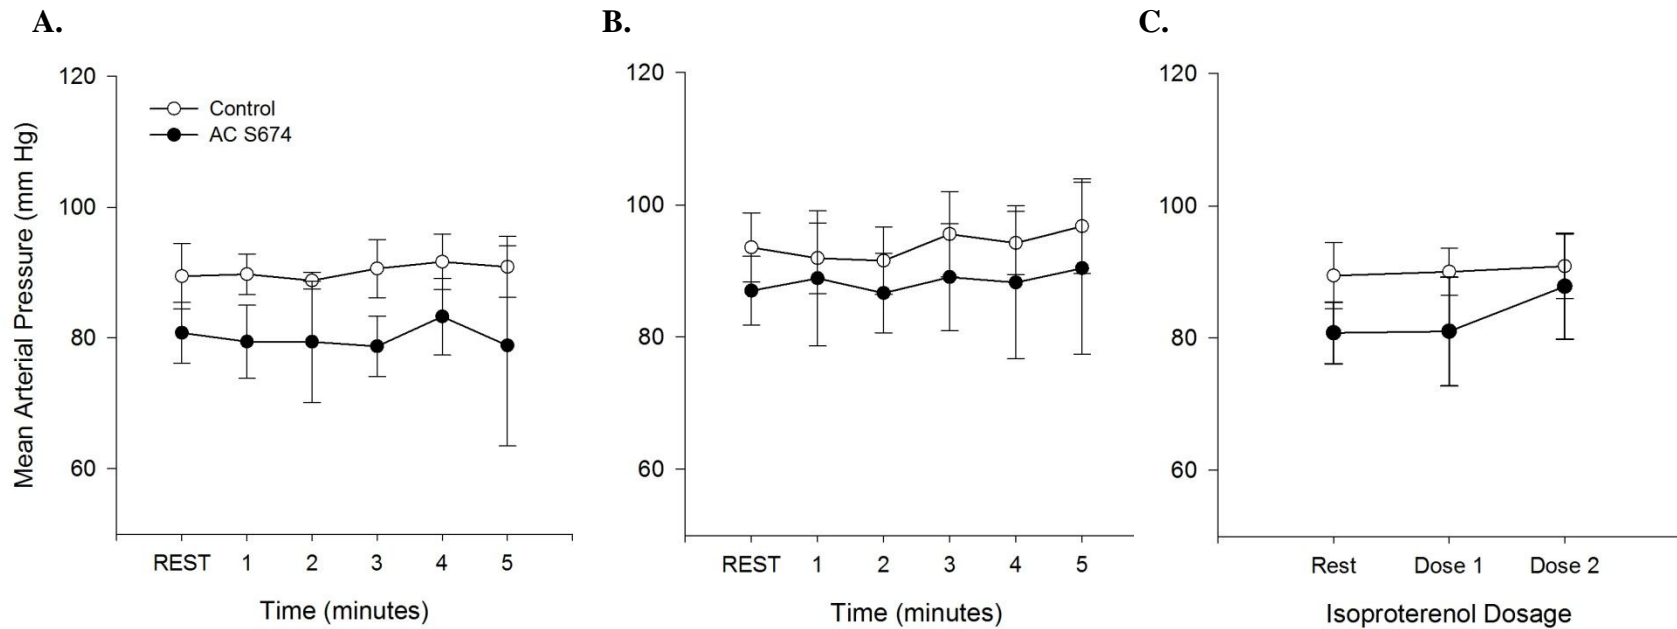 A.
Mean Arterial Pressure (mm Hg)
120
100
80
60
Control
AC S674
REST 1 2 3 4 5
Time (minutes)
B.
120
100
80
60
REST 1 2 3 4 5
Time (minutes)
C.
120
100
80
60
Rest Dose 1 Dose 2
Isoproterenol Dosage